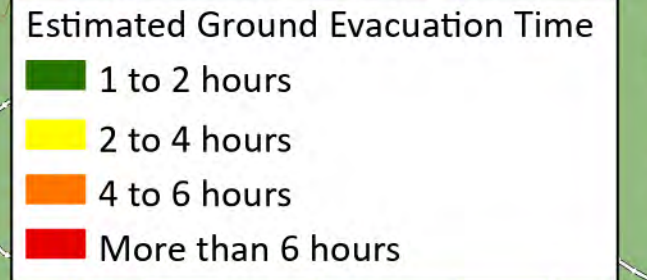 Estimated Ground Evacuation Time
1 to 2 hours
2 to 4 hours
4 to 6 hours
More than 6 hours